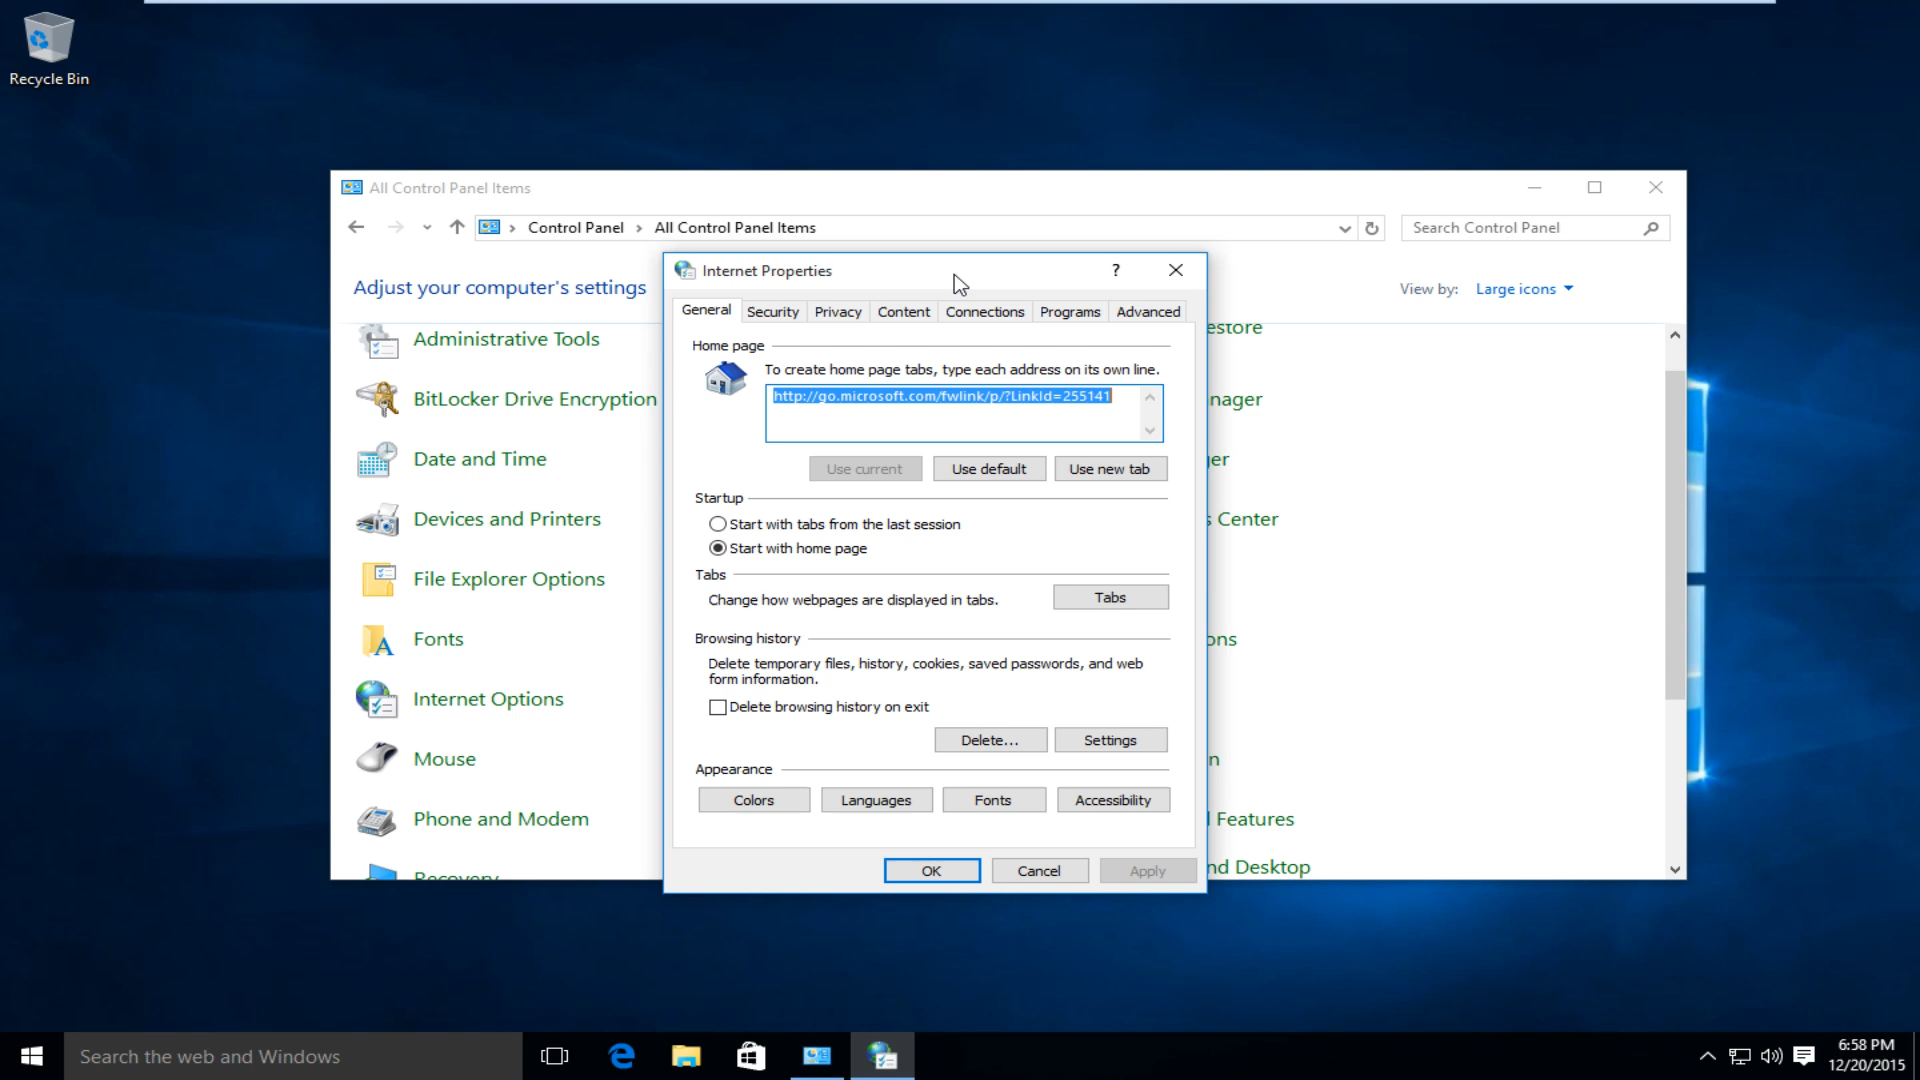 Recycle Bin
All Control Panel Items
Control Panel All Control Panel Items
Search Control Panel
Adjust your computer's settings
View by: Large icons
Administrative Tools
BitLocker Drive Encryption
Date and Time
Devices and Printers
File Explorer Options
Fonts
Internet Options
Mouse
Phone and Modem
Recovery
Internet Properties
?
General Security Privacy Content Connections Programs Advanced
Home page
To create home page tabs, type each address on its own line.
http://go.microsoft.com/fwlink/p/?LinkId=255141
Use current Use default Use new tab
Startup
Start with tabs from the last session
Start with home page
Tabs
Change how webpages are displayed in tabs. Tabs
Browsing history
Delete temporary files, history, cookies, saved passwords, and web
form information.
Delete browsing history on exit
Delete... Settings
Appearance
Colors Languages Fonts Accessibility
OK Cancel Apply
estore
nager
ger
s Center
ons
n
l Features
nd Desktop
Search the web and Windows
6:58 PM
12/20/2015